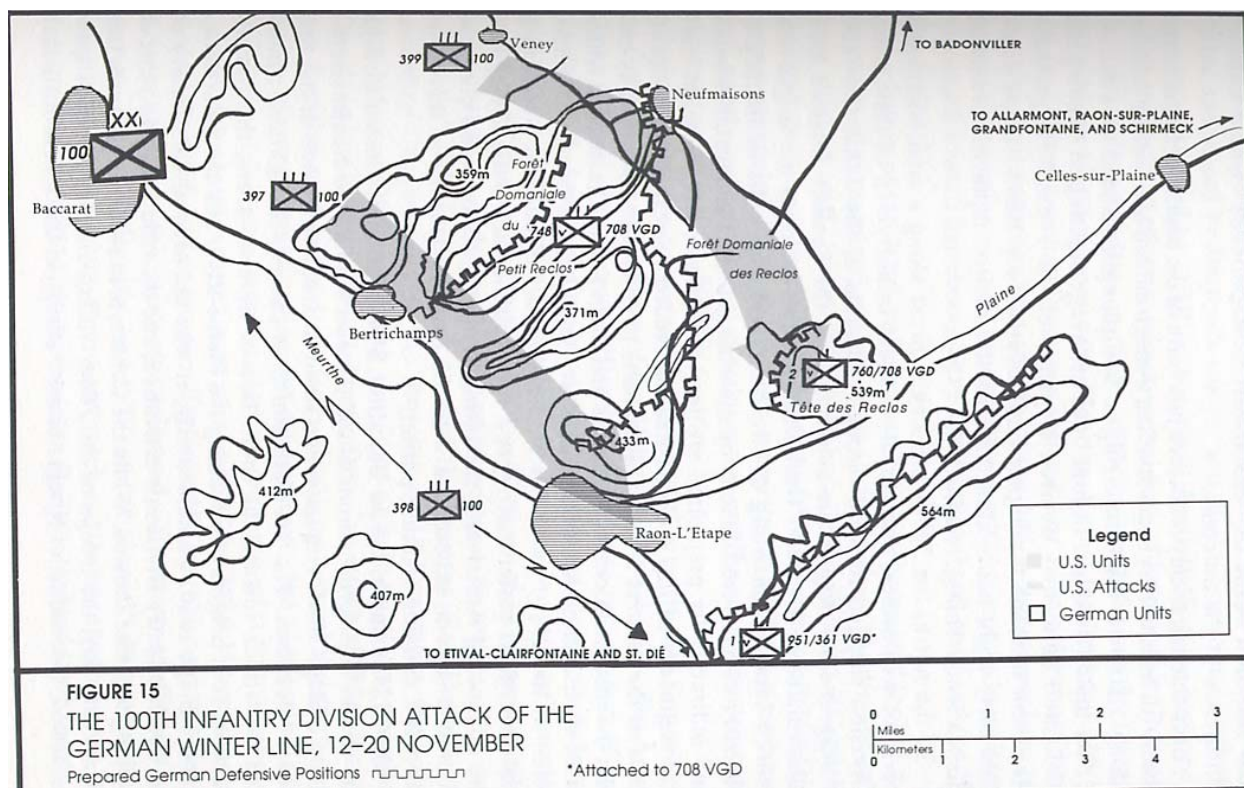 399 100
Veney
TO BADONVILLER
Neufmaisons
TO ALLARMONT, RAON-SUR-PLAINE,
GRANDFONTAINE, AND SCHIRMECK
XX
100
Baccarat
397 100
359m
Forêt
Domaniale
du
Petit Reclos
748 V 708 VGD
Celles-sur-Plaine
Forêt Domaniale
des Reclos
Bertrichamps
371m
Plaine
Meurthe
2 V 760/708 VGD
539m
Tête des Reclos
433m
412m
398 100
Raon-L'Etape
564m
407m
Legend
U.S. Units
U.S. Attacks
German Units
1 V 951/361 VGD*
TO ETIVAL-CLAIRFONTAINE AND ST. DIÉ
FIGURE 15
THE 100TH INFANTRY DIVISION ATTACK OF THE
GERMAN WINTER LINE, 12–20 NOVEMBER
Prepared German Defensive Positions
*Attached to 708 VGD
0 1 2 3
Miles
Kilometers
0 1 2 3 4